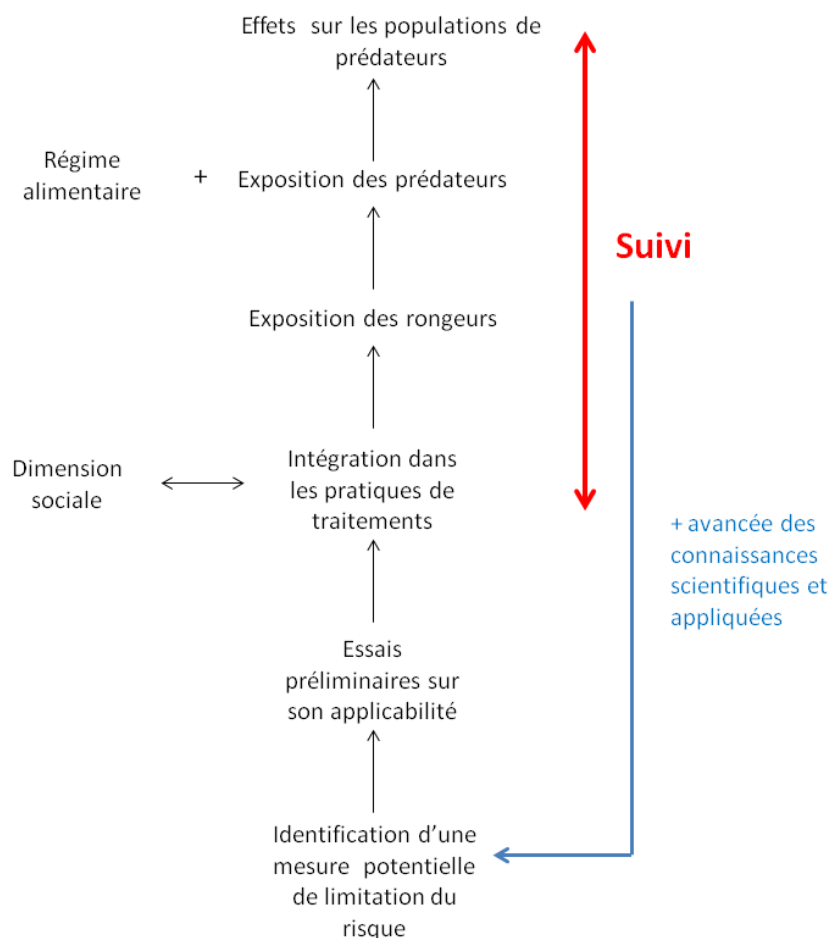 Effets sur les populations de
prédateurs
Régime
alimentaire
+
Exposition des prédateurs
Suivi
Exposition des rongeurs
Dimension
sociale
Intégration dans
les pratiques de
traitements
+ avancée des
connaissances
scientifiques et
appliquées
Essais
préliminaires sur
son applicabilité
Identification d'une
mesure potentielle
de limitation du
risque